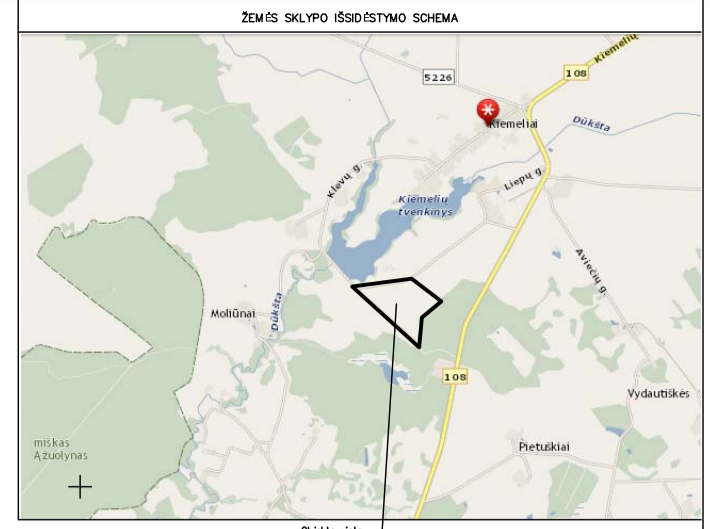 ŽEMĖS SKLYPO IŠSIDĖSTYMO SCHEMA
Kiemelių
108
5226
Kiemeliai
Dūkšta
Klevų g.
Liepų g.
Kiemelių
tvenkinys
Aviečių g.
Dūkšta
Moliūnai
108
Vydautiškės
Pietuškiai
miškas
Ąžuolynas